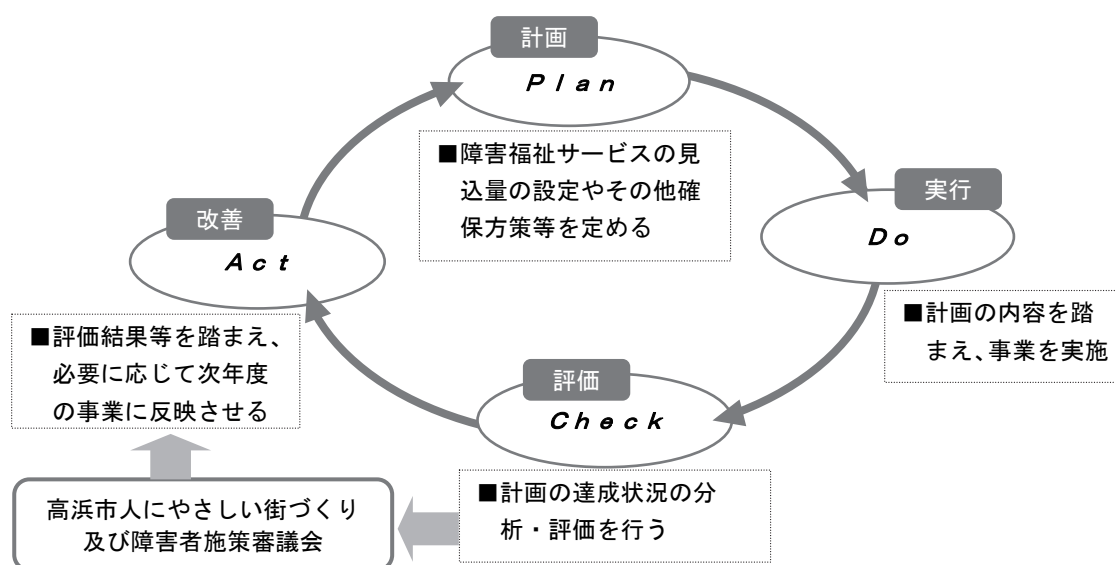 計画
Plan
■障害福祉サービスの見
込量の設定やその他確
保方策等を定める
実行
Do
■計画の内容を踏
まえ、事業を実施
評価
Check
■計画の達成状況の分
析・評価を行う
高浜市人にやさしい街づくり
及び障害者施策審議会
改善
Act
■評価結果等を踏まえ、
必要に応じて次年度
の事業に反映させる